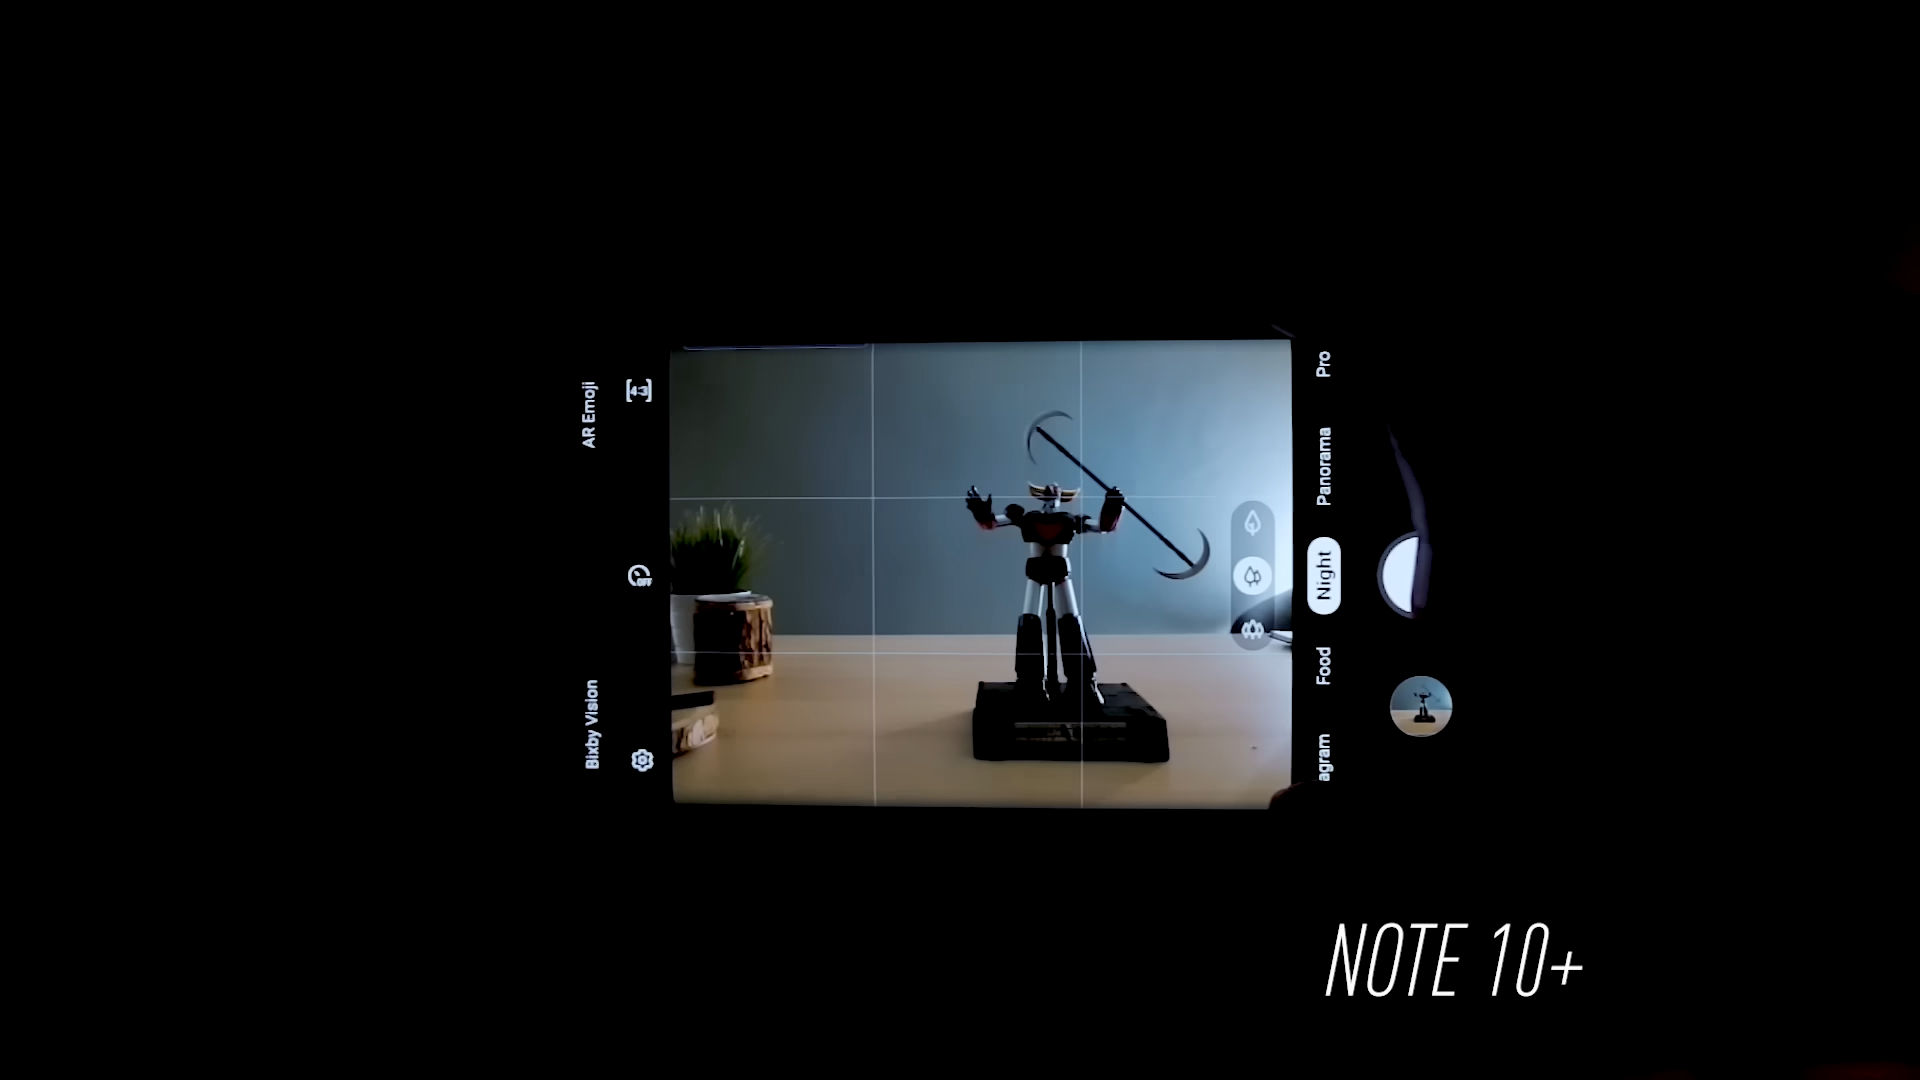 AR Emoji
Bixby Vision
Pro
Panorama
Night
Food
agram
NOTE 10+